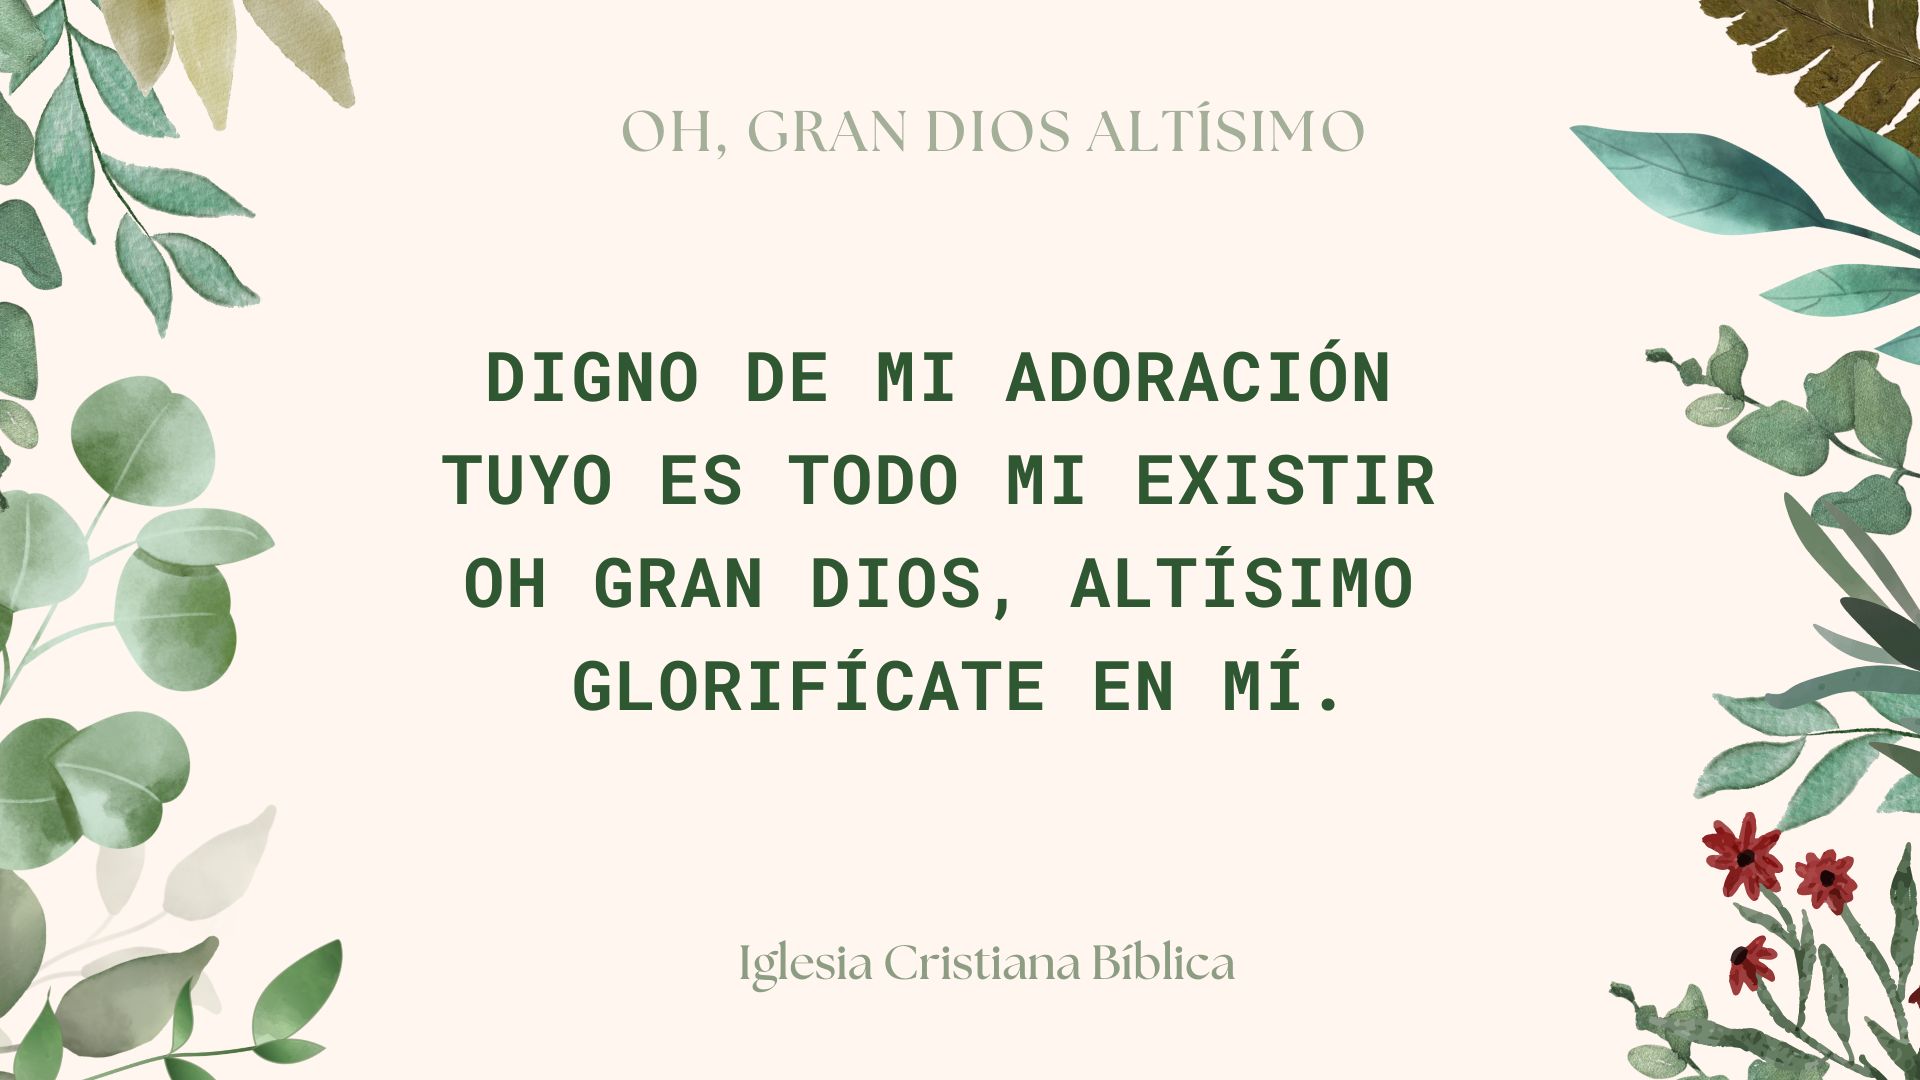 OH, GRAN DIOS ALTÍSIMO
DIGNO DE MI ADORACIÓN
TUYO ES TODO MI EXISTIR
OH GRAN DIOS, ALTÍSIMO
GLORIFÍCATE EN MÍ.
Iglesia Cristiana Bíblica